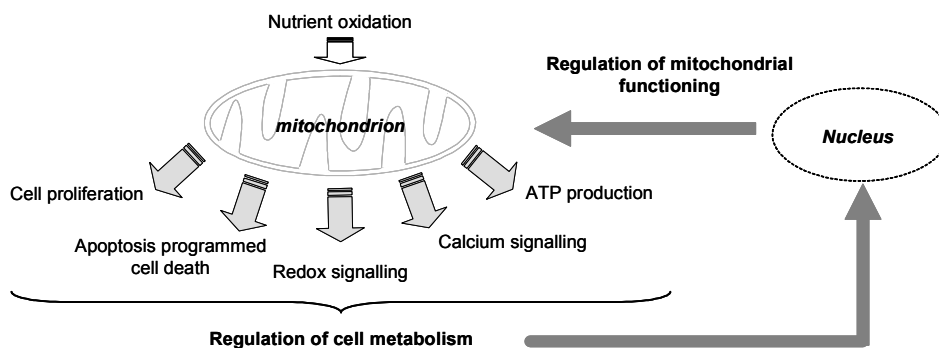 Nutrient oxidation
Regulation of mitochondrial
functioning
mitochondrion
Nucleus
Cell proliferation
ATP production
Apoptosis programmed
cell death
Redox signalling
Calcium signalling
Regulation of cell metabolism